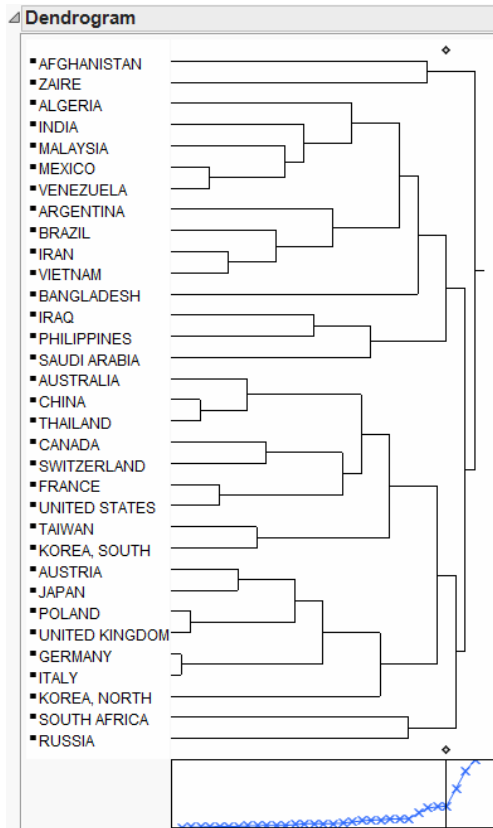 Dendrogram
AFGHANISTAN
ZAIRE
ALGERIA
INDIA
MALAYSIA
MEXICO
VENEZUELA
ARGENTINA
BRAZIL
IRAN
VIETNAM
BANGLADESH
IRAQ
PHILIPPINES
SAUDI ARABIA
AUSTRALIA
CHINA
THAILAND
CANADA
SWITZERLAND
FRANCE
UNITED STATES
TAIWAN
KOREA, SOUTH
AUSTRIA
JAPAN
POLAND
UNITED KINGDOM
GERMANY
ITALY
KOREA, NORTH
SOUTH AFRICA
RUSSIA